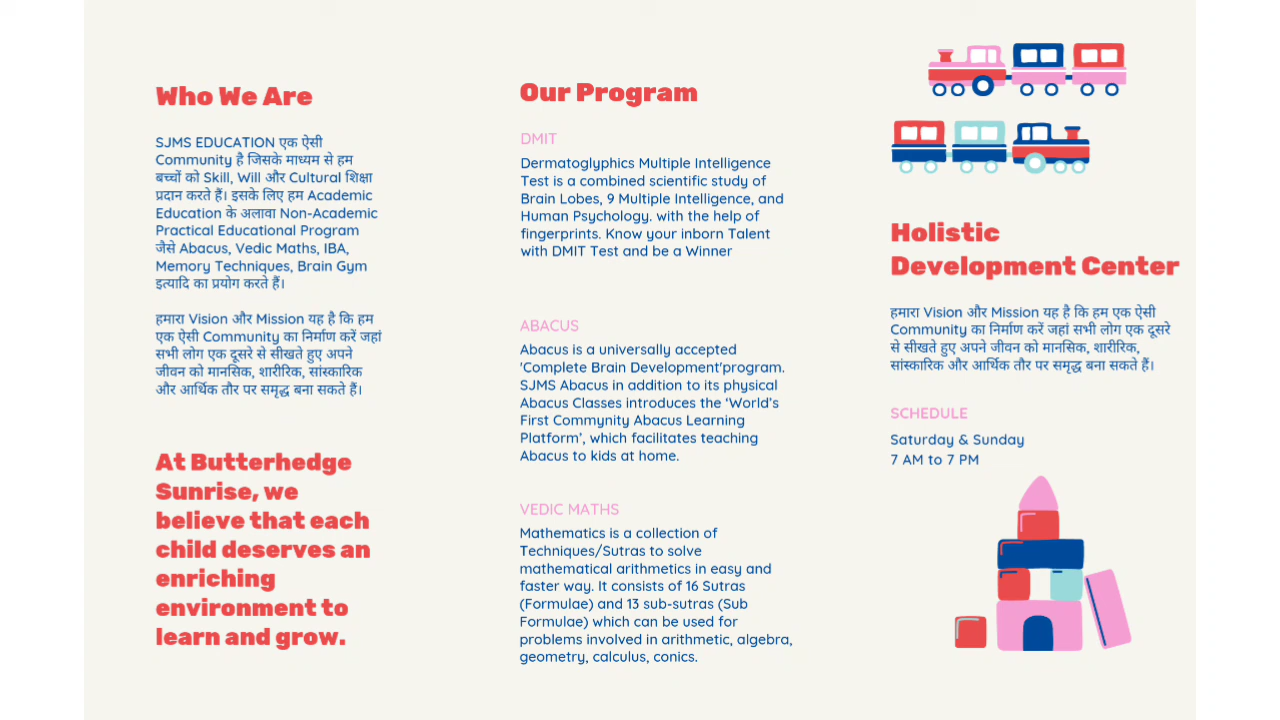 Who We Are
SJMS EDUCATION एक ऐसी
Community है जिसके माध्यम से हम
बच्चों को Skill, Will और Cultural शिक्षा
प्रदान करते हैं। इसके लिए हम Academic
Education के अलावा Non-Academic
Practical Educational Program
जैसे Abacus, Vedic Maths, IBA,
Memory Techniques, Brain Gym
इत्यादि का प्रयोग करते हैं।
हमारा Vision और Mission यह है कि हम
एक ऐसी Community का निर्माण करें जहां
सभी लोग एक दूसरे से सीखते हुए अपने
जीवन को मानसिक, शारीरिक, सांस्कारिक
और आर्थिक तौर पर समृद्ध बना सकते हैं।
At Butterhedge
Sunrise, we
believe that each
child deserves an
enriching
environment to
learn and grow.
Our Program
DMIT
Dermatoglyphics Multiple Intelligence
Test is a combined scientific study of
Brain Lobes, 9 Multiple Intelligence, and
Human Psychology. with the help of
fingerprints. Know your inborn Talent
with DMIT Test and be a Winner
ABACUS
Abacus is a universally accepted
'Complete Brain Development'program.
SJMS Abacus in addition to its physical
Abacus Classes introduces the ‘World’s
First Commynity Abacus Learning
Platform’, which facilitates teaching
Abacus to kids at home.
VEDIC MATHS
Mathematics is a collection of
Techniques/Sutras to solve
mathematical arithmetics in easy and
faster way. It consists of 16 Sutras
(Formulae) and 13 sub-sutras (Sub
Formulae) which can be used for
problems involved in arithmetic, algebra,
geometry, calculus, conics.
Holistic
Development Center
हमारा Vision और Mission यह है कि हम एक ऐसी
Community का निर्माण करें जहां सभी लोग एक दूसरे
से सीखते हुए अपने जीवन को मानसिक, शारीरिक,
सांस्कारिक और आर्थिक तौर पर समृद्ध बना सकते हैं।
SCHEDULE
Saturday & Sunday
7 AM to 7 PM